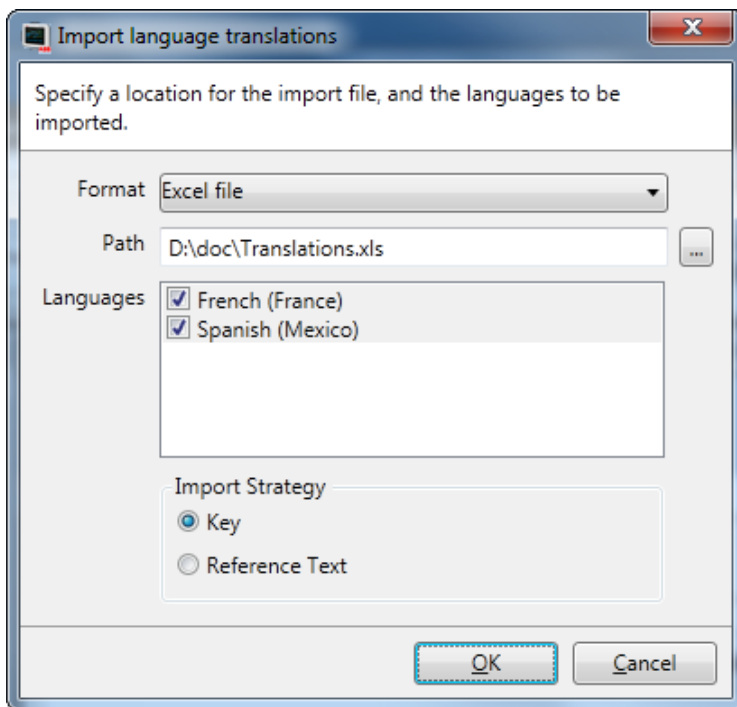 Import language translations
Specify a location for the import file, and the languages to be
imported.
Format Excel file
Path D:\doc\Translations.xls ...
Languages French (France)
Spanish (Mexico)
Import Strategy
Key
Reference Text
OK Cancel